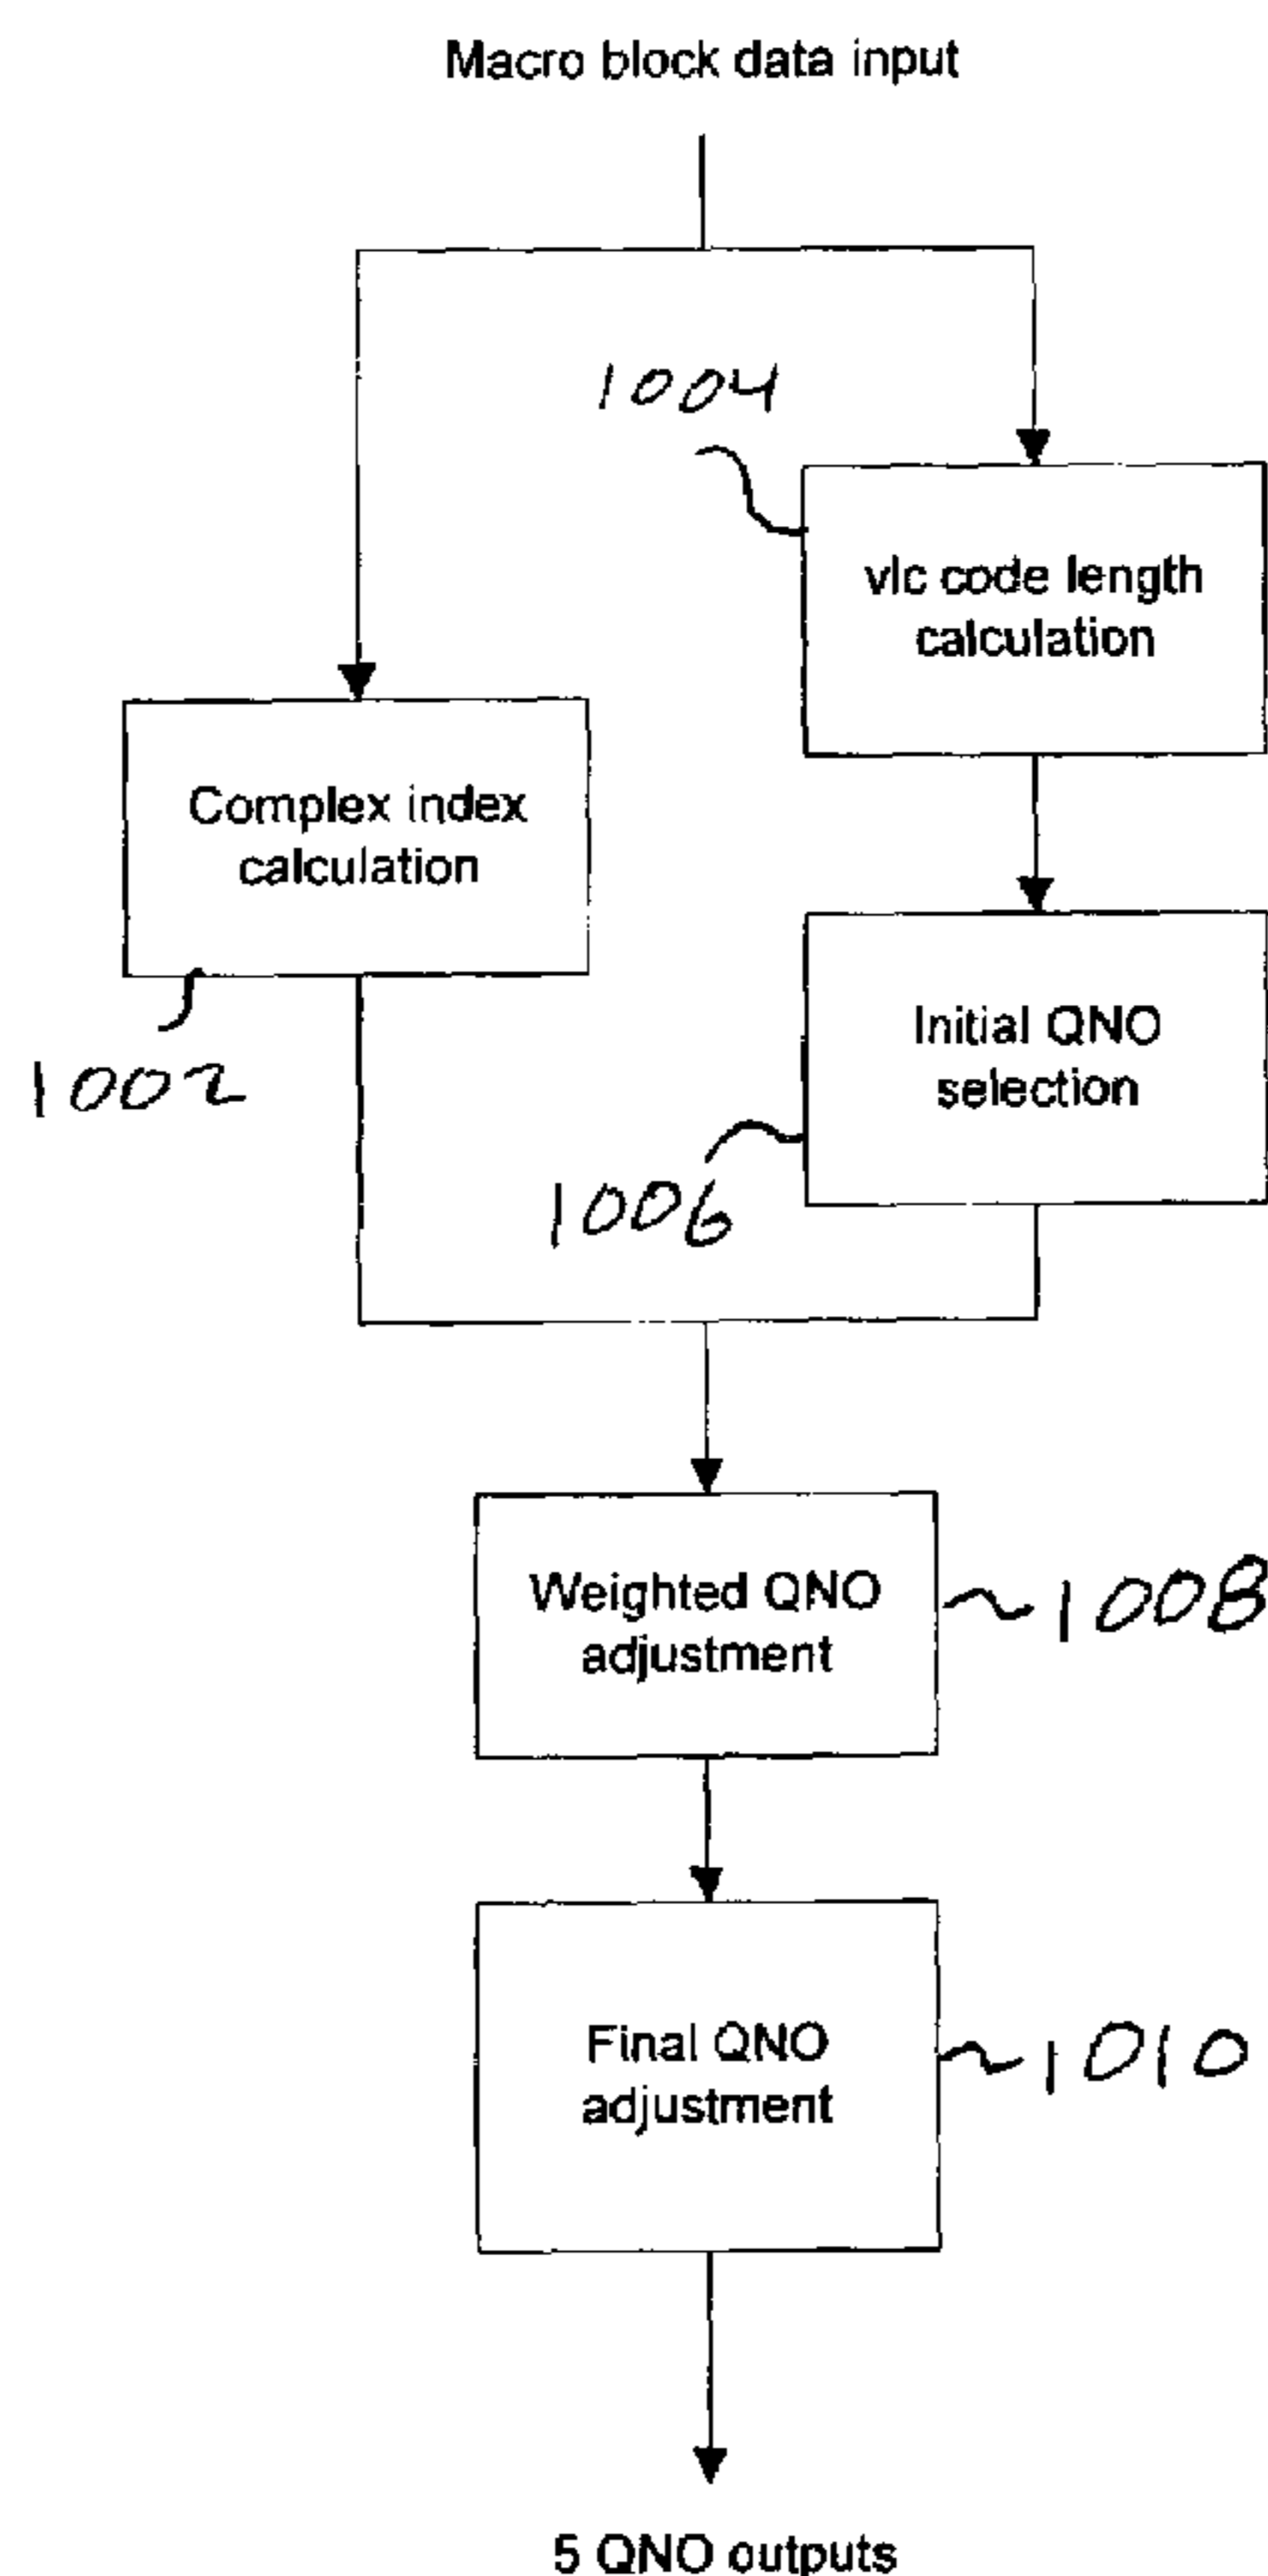 Macro block data input
1004
vlc code length
calculation
Complex index
calculation
1002
Initial QNO
selection
1006
Weighted QNO
adjustment
1008
Final QNO
adjustment
1010
5 QNO outputs